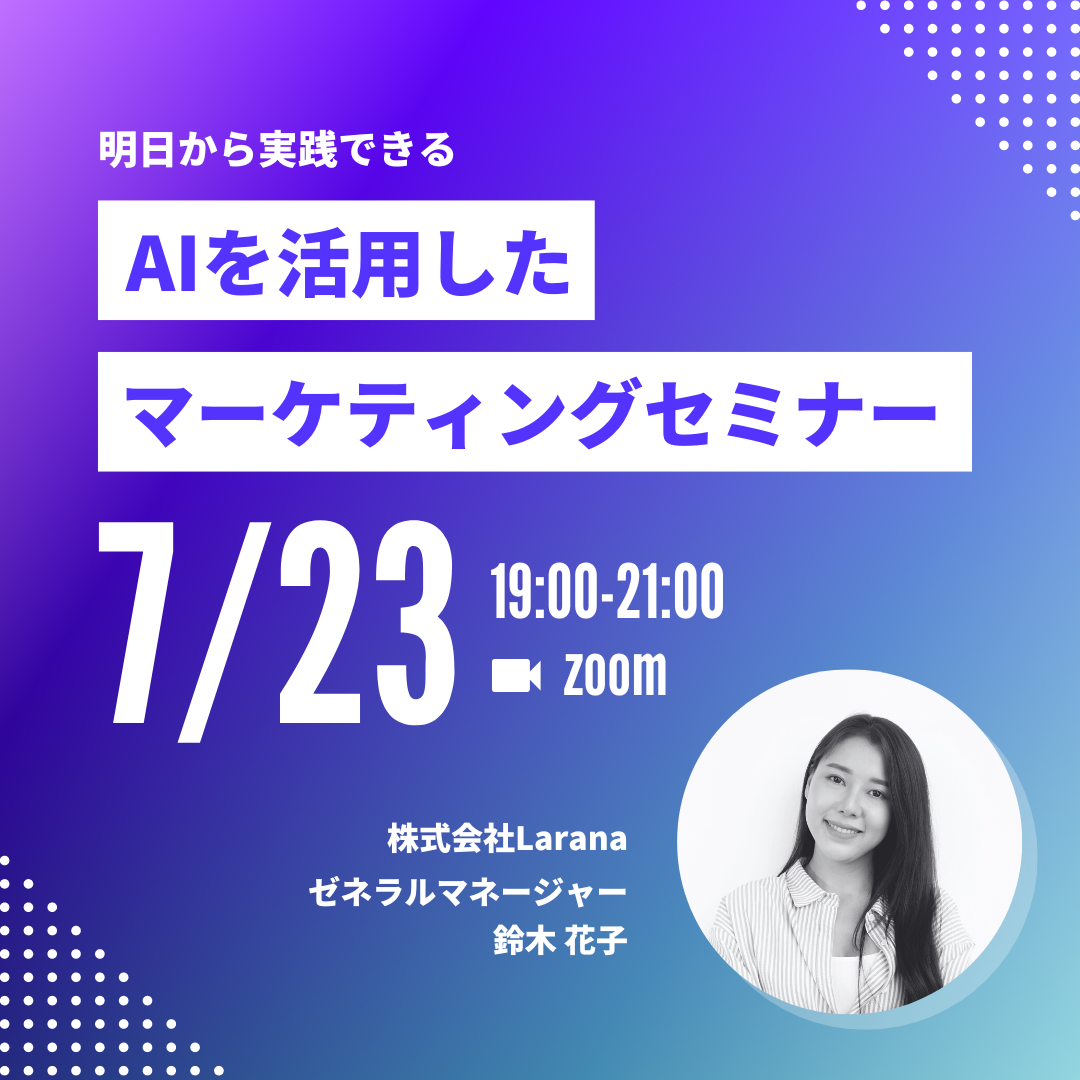 明日から実践できる
AIを活用した
マーケティングセミナー
7/23
19:00-21:00
zoom
株式会社Larana
ゼネラルマネージャー
鈴木 花子